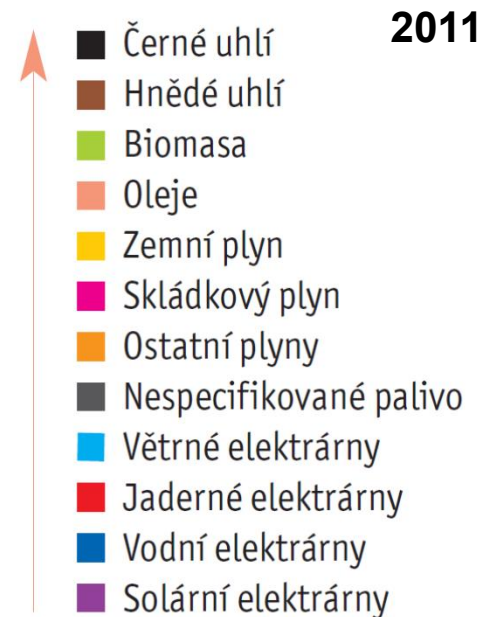 2011
Černé uhlí
Hnědé uhlí
Biomasa
Oleje
Zemní plyn
Skládkový plyn
Ostatní plyny
Nespecifikované palivo
Větrné elektrárny
Jaderné elektrárny
Vodní elektrárny
Solární elektrárny